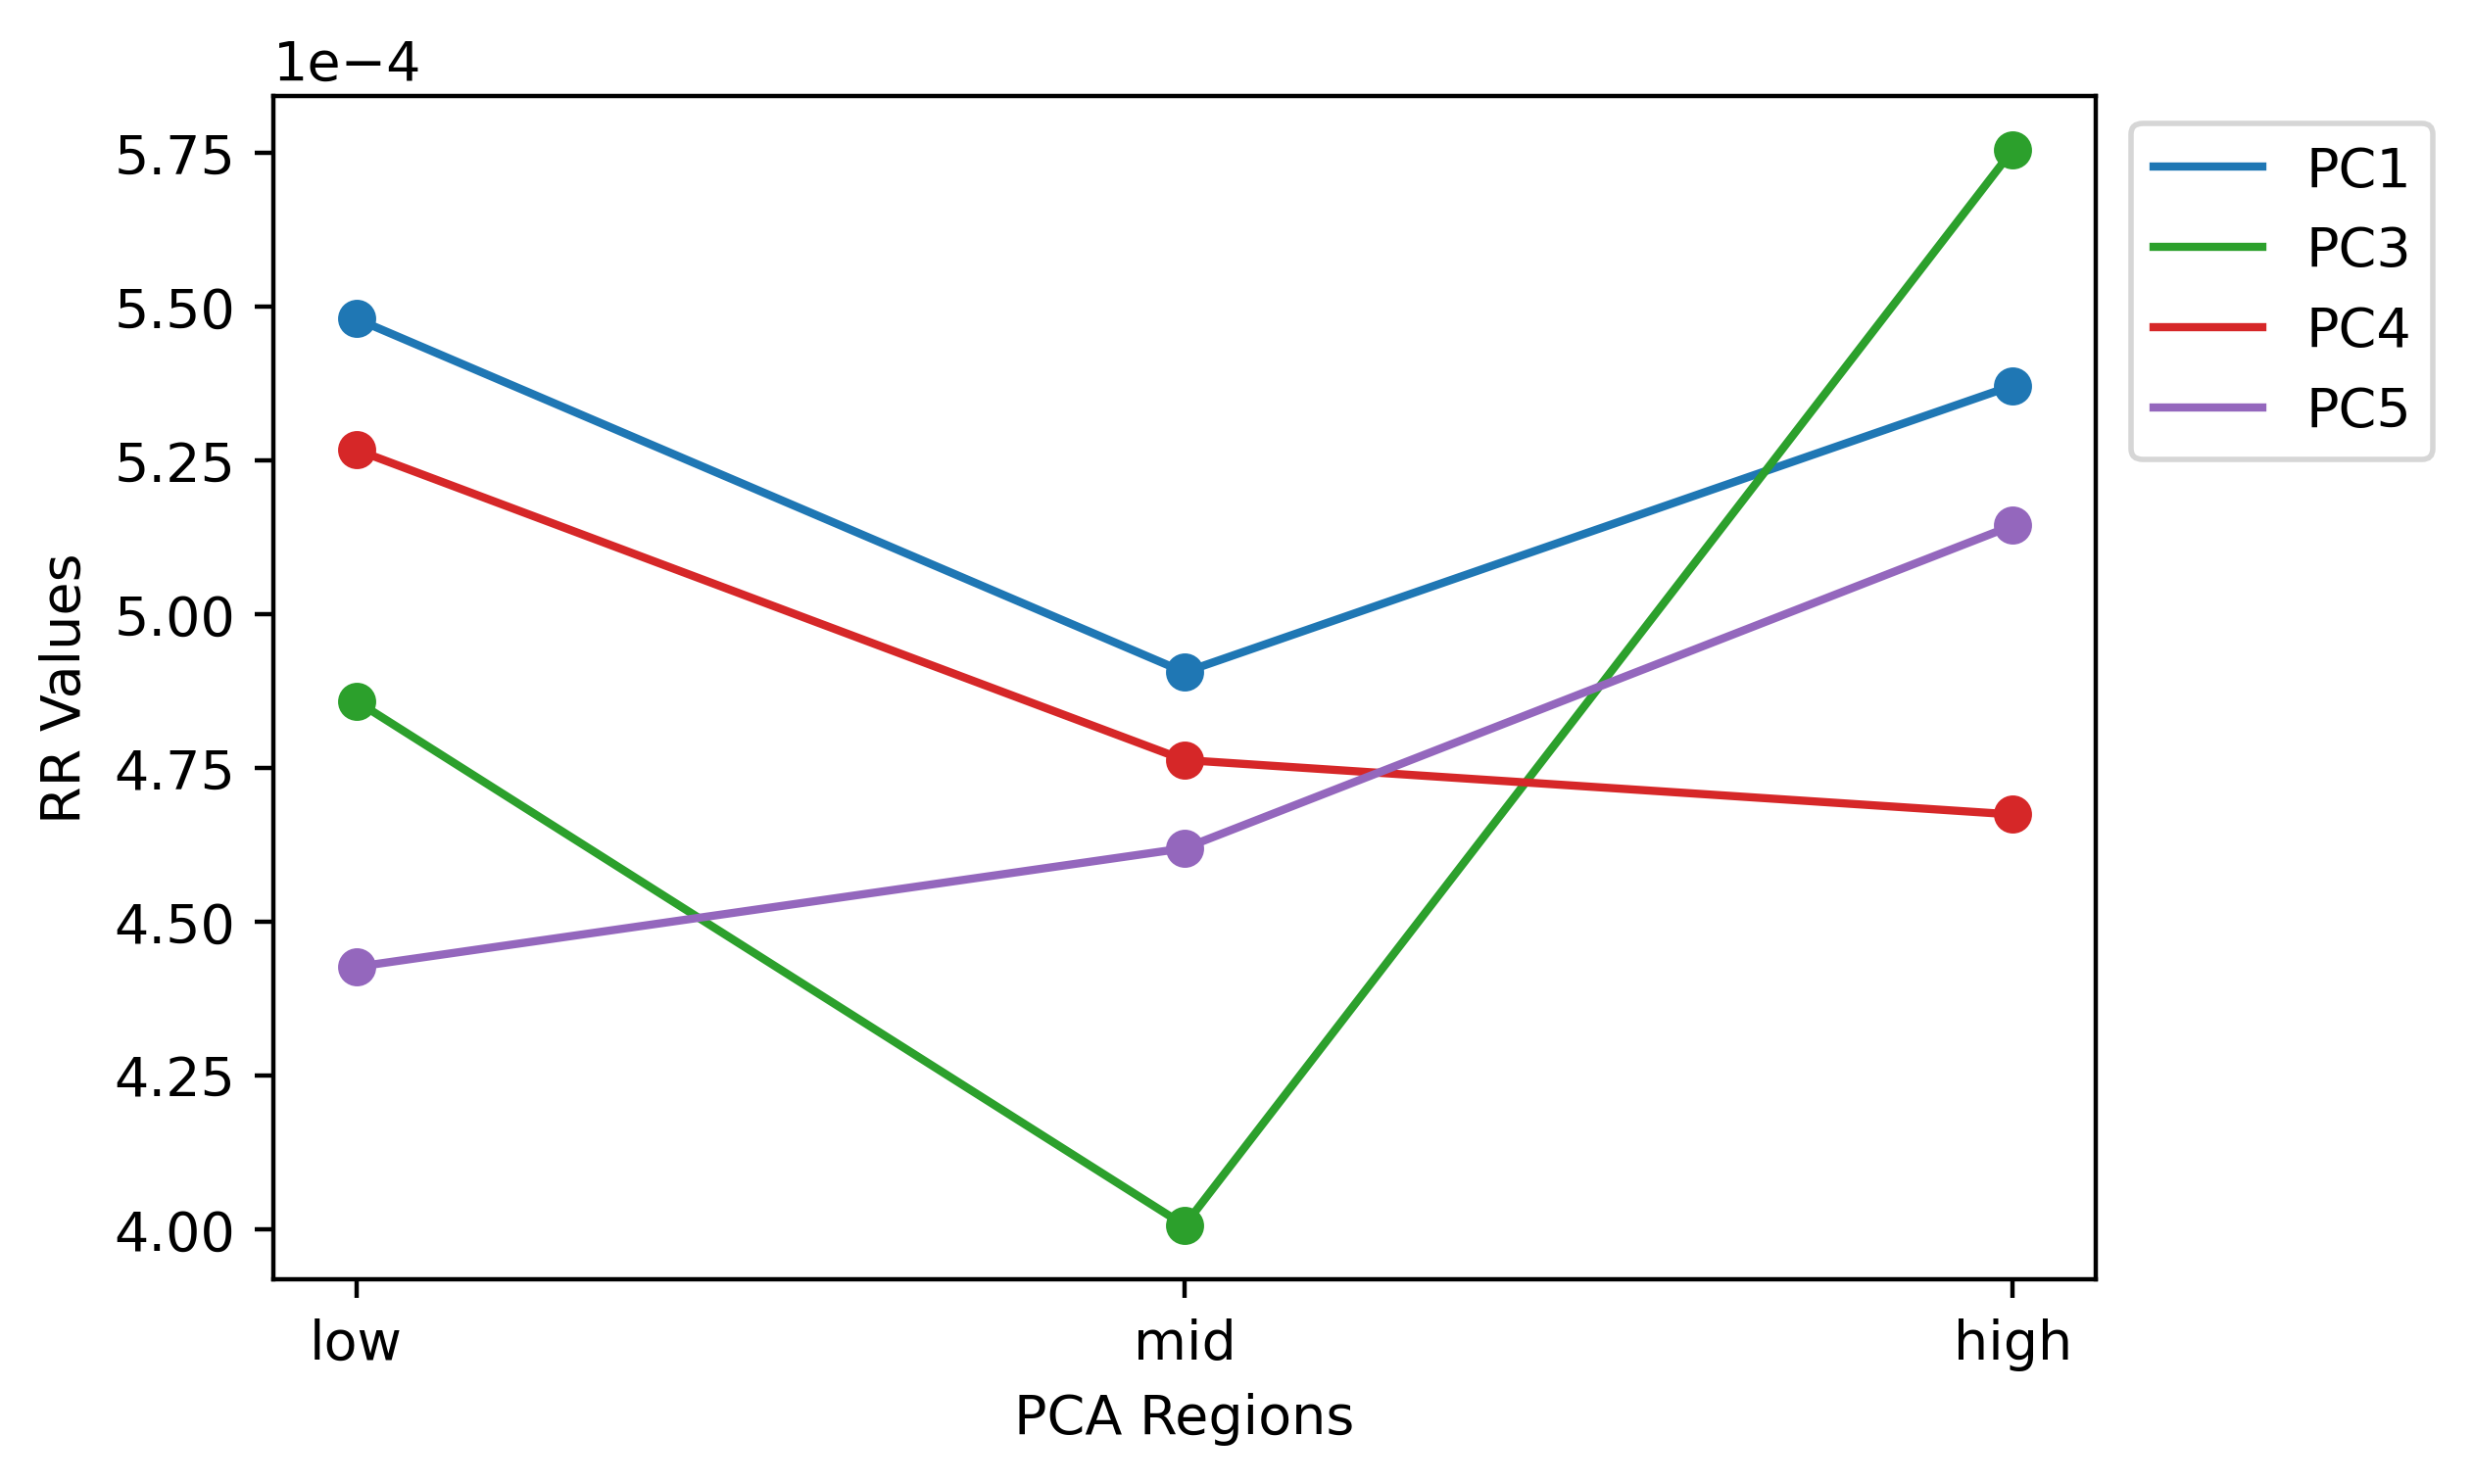 1e−4
5.75
5.50
5.25
5.00
4.75
4.50
4.25
4.00
RR Values
low mid high
PCA Regions
PC1
PC3
PC4
PC5